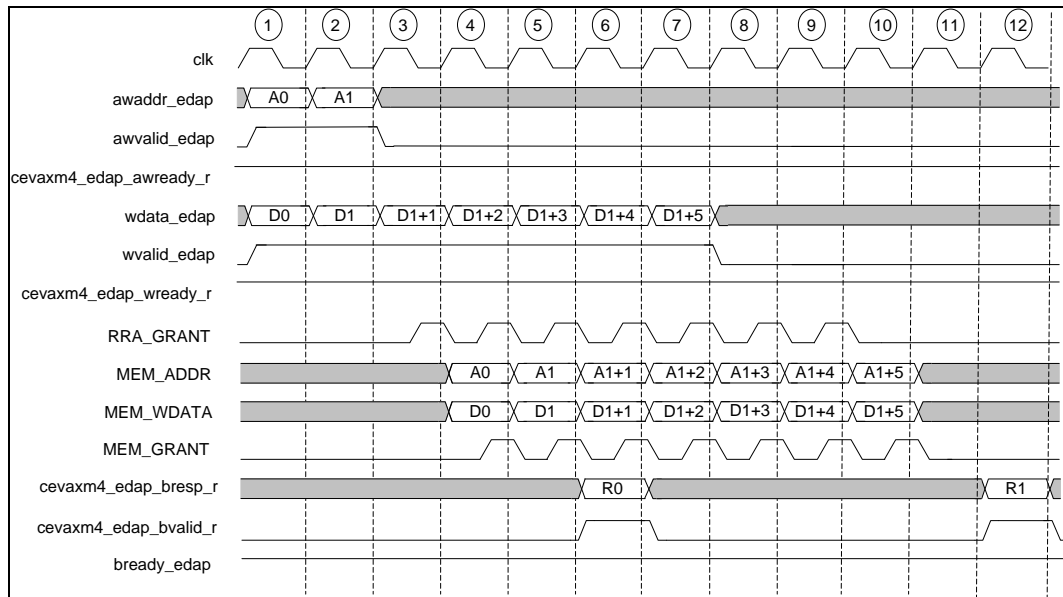 1 2 3 4 5 6 7 8 9 10 11 12
clk
awaddr_edap A0 A1
awvalid_edap
cevaxm4_edap_awready_r
wdata_edap D0 D1 D1+1 D1+2 D1+3 D1+4 D1+5
wvalid_edap
cevaxm4_edap_wready_r
RRA_GRANT
MEM_ADDR A0 A1 A1+1 A1+2 A1+3 A1+4 A1+5
MEM_WDATA D0 D1 D1+1 D1+2 D1+3 D1+4 D1+5
MEM_GRANT
cevaxm4_edap_bresp_r R0 R1
cevaxm4_edap_bvalid_r
bready_edap